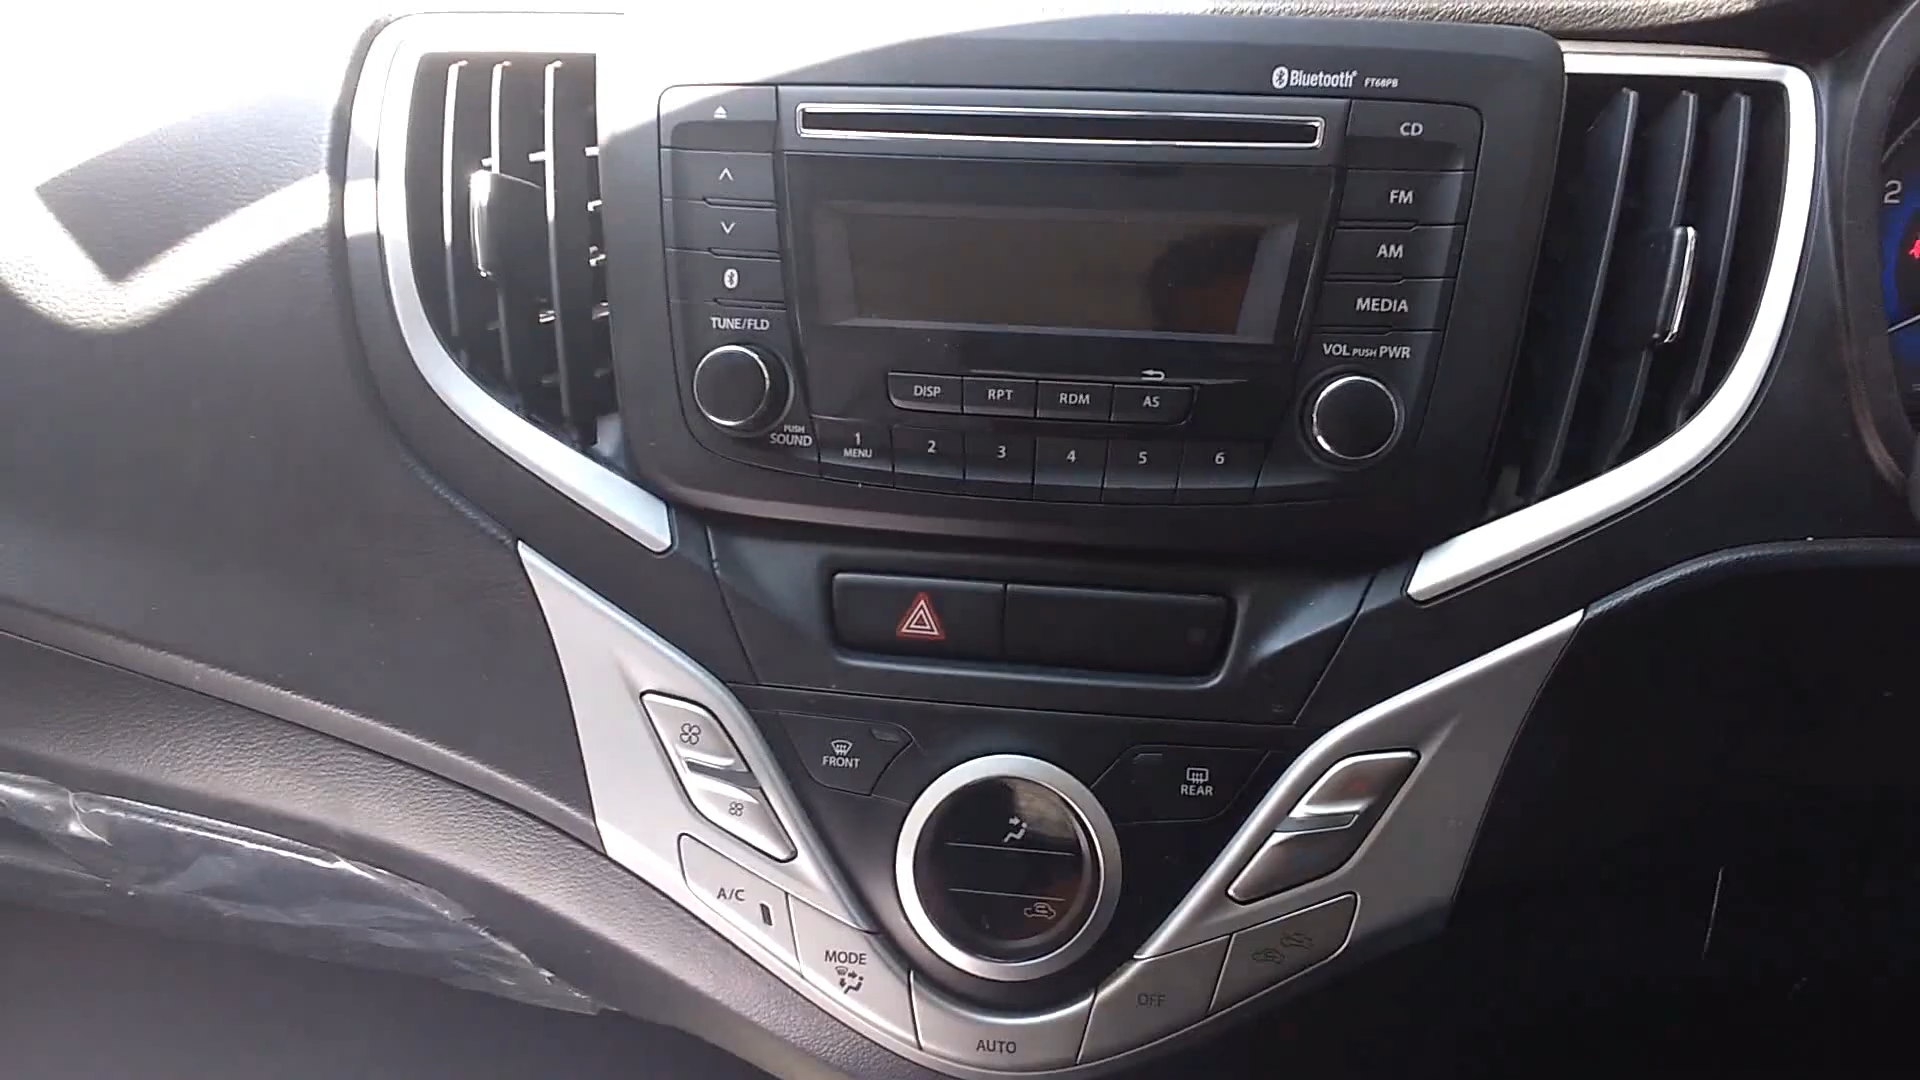 Bluetooth® FT68PB
CD
FM
AM
MEDIA
TUNE/FLD
VOL PUSH PWR
DISP
RPT
RDM
AS
PUSH
SOUND
1
MENU
2
3
4
5
6
FRONT
REAR
A/C
MODE
OFF
AUTO
2